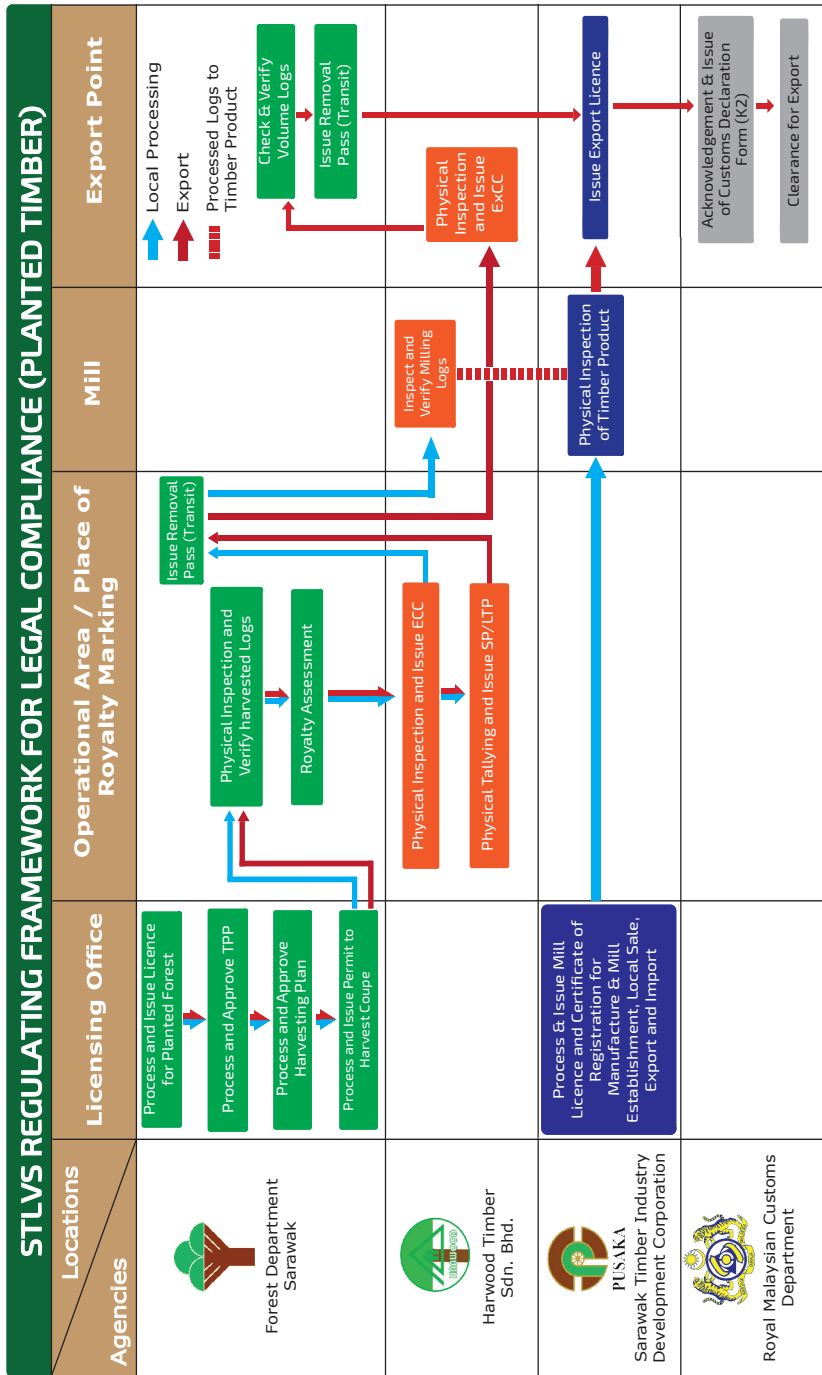 STLVS REGULATING FRAMEWORK FOR LEGAL COMPLIANCE (PLANTED TIMBER)
Locations
Agencies
Licensing Office
Operational Area / Place of
Royalty Marking
Mill
Export Point
Forest Department
Sarawak
Process and Issue Licence
for Planted Forest
Process and Approve TPP
Process and Approve
Harvesting Plan
Process and Issue Permit to
Harvest Coupe
Physical Inspection and
Verify harvested Logs
Royalty Assessment
Issue Removal
Pass (Transit)
Local Processing
Export
Processed Logs to
Timber Product
Check & Verify
Volume Logs
Issue Removal
Pass (Transit)
Harwood
Harwood Timber
Sdn. Bhd.
Physical Inspection and Issue ECC
Physical Tallying and Issue SP/LTP
Inspect and
Verify Milling
Logs
Physical
Inspection
and Issue
ExCC
PUSAKA
Sarawak Timber Industry
Development Corporation
Process & Issue Mill
Licence and Certificate of
Registration for
Manufacture & Mill
Establishment, Local Sale,
Export and Import
Physical Inspection
of Timber Product
Issue Export Licence
Royal Malaysian Customs
Department
Acknowledgement & Issue
of Customs Declaration
Form (K2)
Clearance for Export